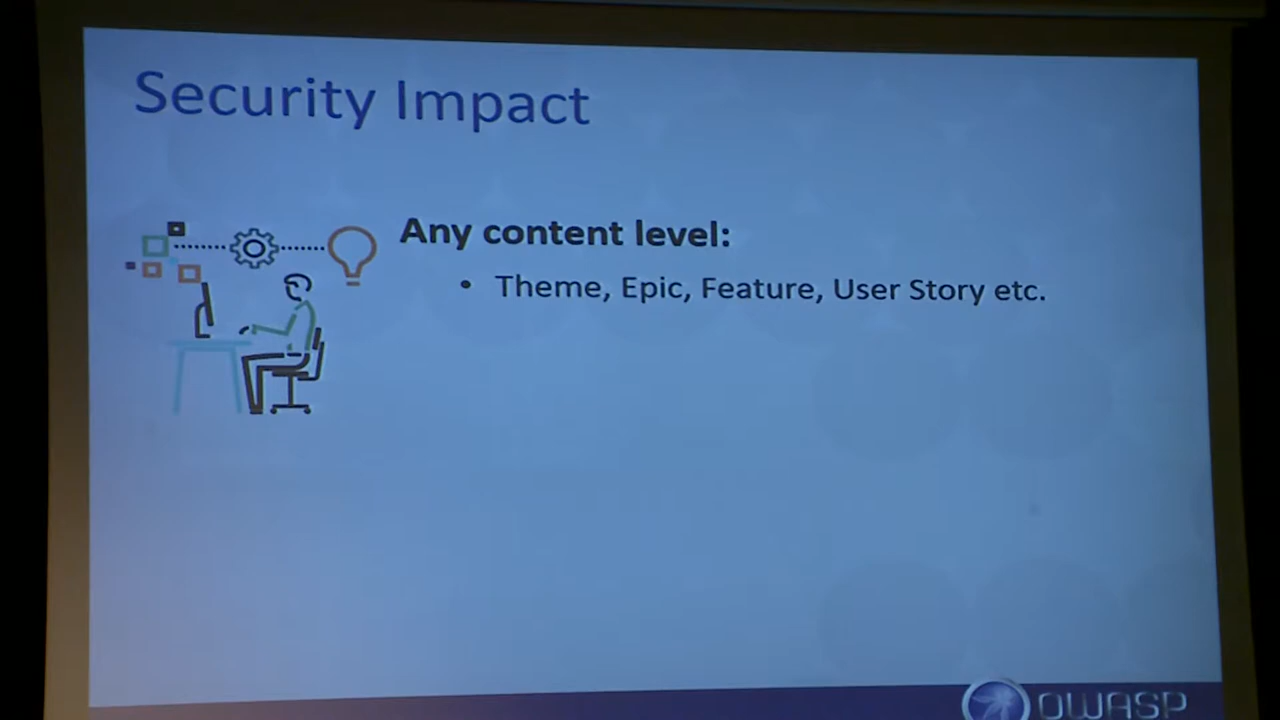 Security Impact
Any content level:
• Theme, Epic, Feature, User Story etc.
OWASP